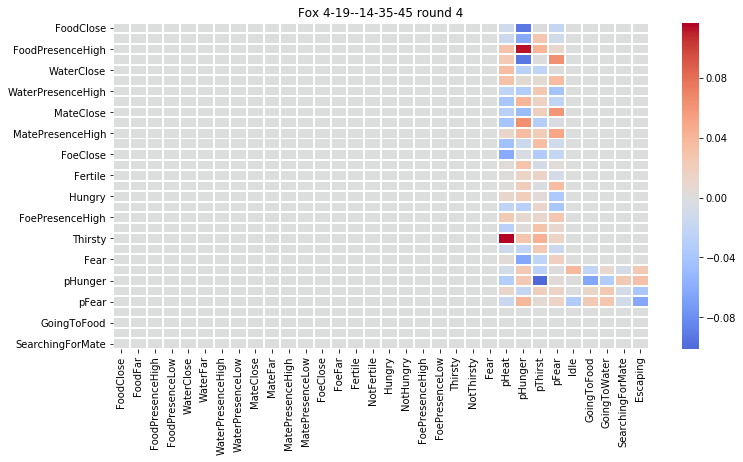 Fox 4-19--14-35-45 round 4
FoodClose
FoodPresenceHigh
WaterClose
WaterPresenceHigh
MateClose
MatePresenceHigh
FoeClose
Fertile
Hungry
FoePresenceHigh
Thirsty
Fear
pHunger
pFear
GoingToFood
SearchingForMate
FoodClose
FoodFar
FoodPresenceHigh
FoodPresenceLow
WaterClose
WaterFar
WaterPresenceHigh
WaterPresenceLow
MateClose
MateFar
MatePresenceHigh
MatePresenceLow
FoeClose
FoeFar
Fertile
NotFertile
Hungry
NotHungry
FoePresenceHigh
FoePresenceLow
Thirsty
NotThirsty
Fear
pHeat
pHunger
pThirst
pFear
Idle
GoingToFood
GoingToWater
SearchingForMate
Escaping
0.08
0.04
0.00
−0.04
−0.08